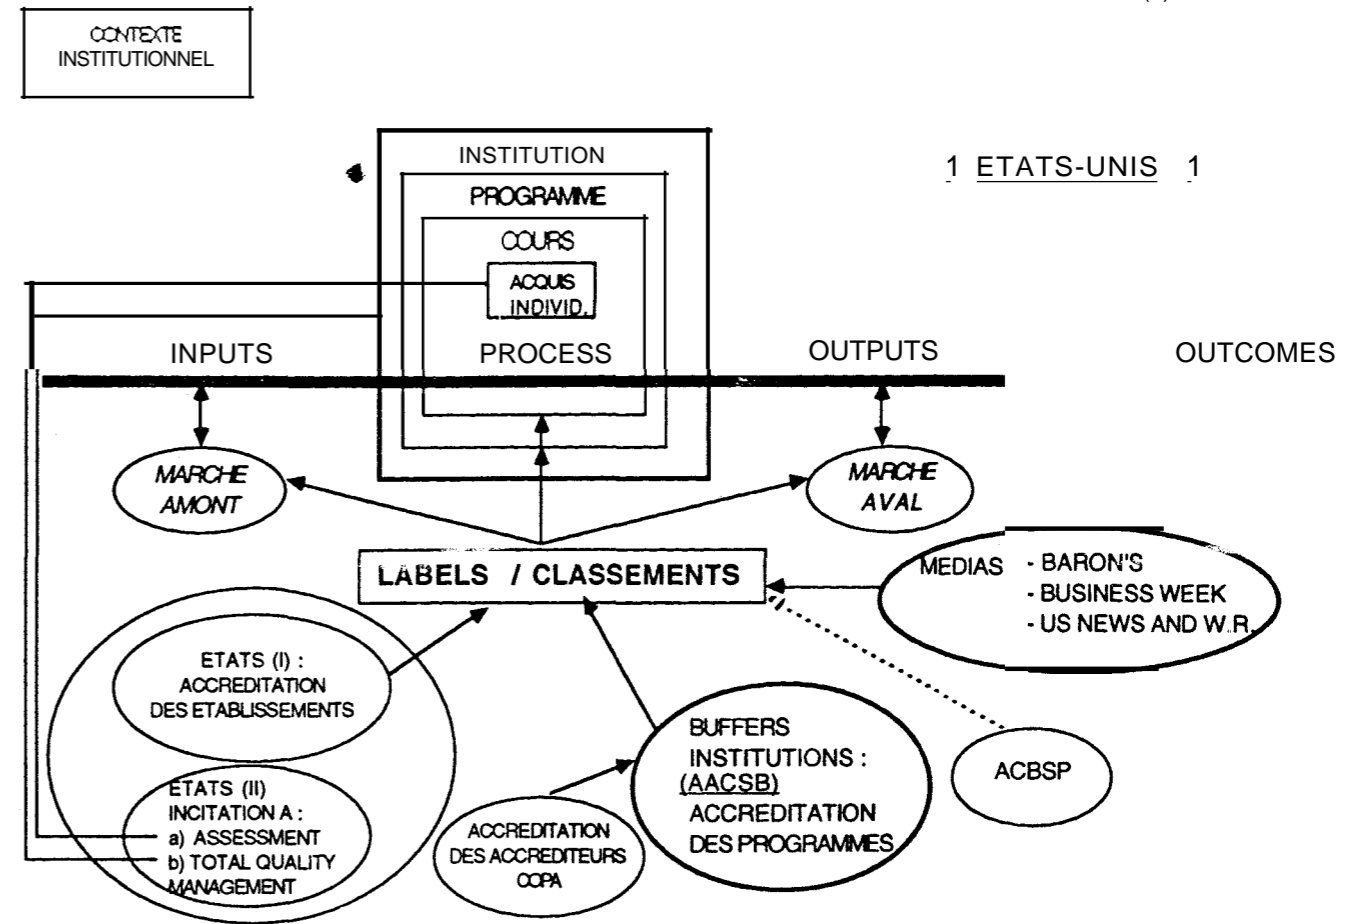 CONTEXTE
INSTITUTIONNEL
INSTITUTION
1 ETATS-UNIS 1
PROGRAMME
COURS
ACQUIS
INDIVID.
INPUTS
PROCESS
OUTPUTS
OUTCOMES
MARCHE
AMONT
MARCHE
AVAL
LABELS / CLASSEMENTS
MEDIAS - BARON'S
- BUSINESS WEEK
- US NEWS AND W.R.
ETATS (I) :
ACCREDITATION
DES ETABLISSEMENTS
ETATS (II)
INCITATION A :
a) ASSESSMENT
b) TOTAL QUALITY
MANAGEMENT
ACCREDITATION
DES ACCREDITEURS
COPA
BUFFERS
INSTITUTIONS :
(AACSB)
ACCREDITATION
DES PROGRAMMES
ACBSP